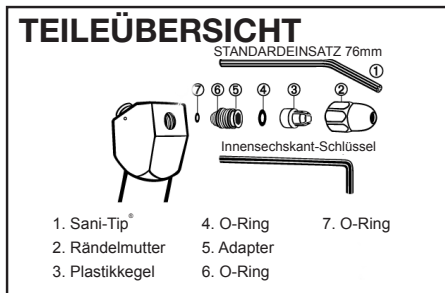 TEILEÜBERSICHT
STANDARDEINSATZ 76mm
①
⑦ ⑥ ⑤ ④ ③ ②
Innensechskant-Schlüssel
1. Sani-Tip® 4. O-Ring 7. O-Ring
2. Rändelmutter 5. Adapter
3. Plastikkegel 6. O-Ring